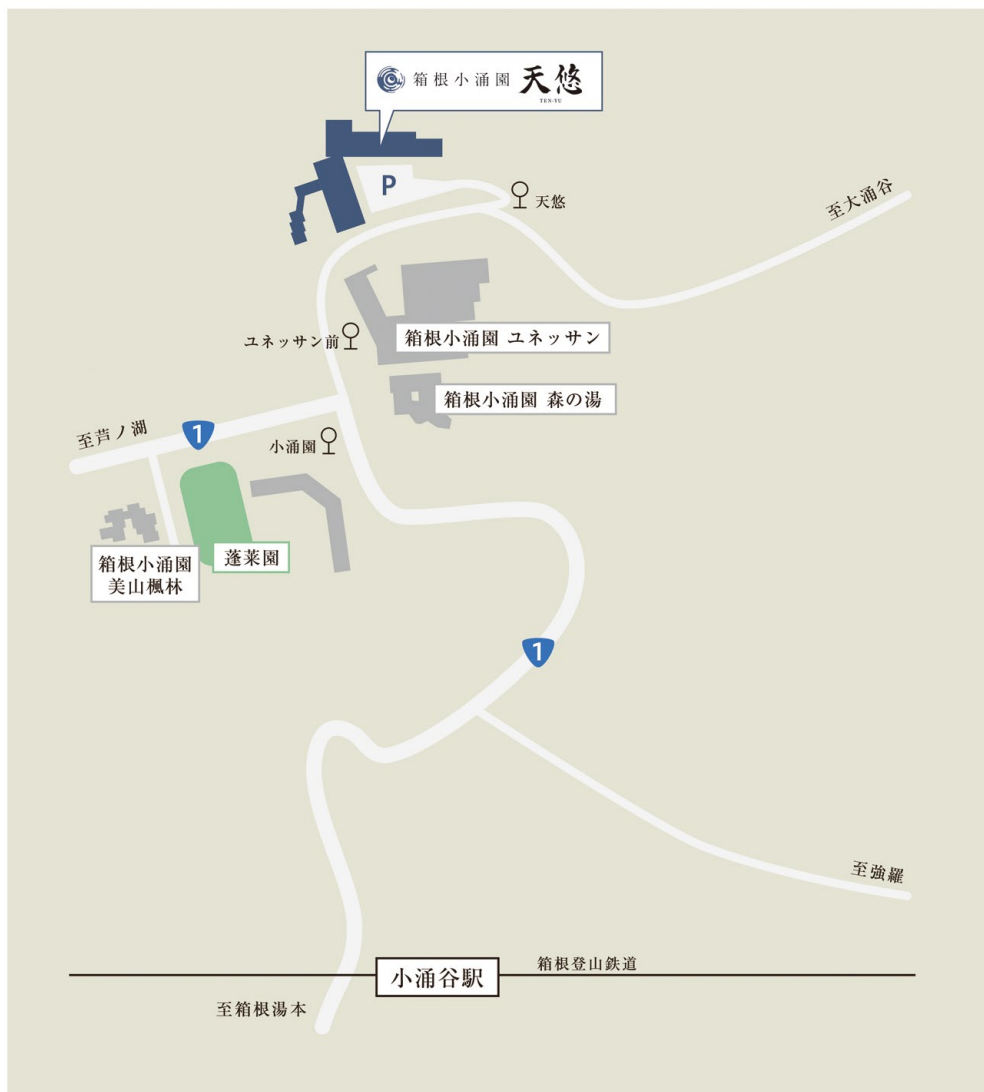 箱根小涌園 天悠
TEN-YU
P
天悠
至大涌谷
ユネッサン前
箱根小涌園 ユネッサン
箱根小涌園 森の湯
至芦ノ湖
1
小涌園
箱根小涌園
美山楓林
蓬莱園
1
至強羅
小涌谷駅
箱根登山鉄道
至箱根湯本